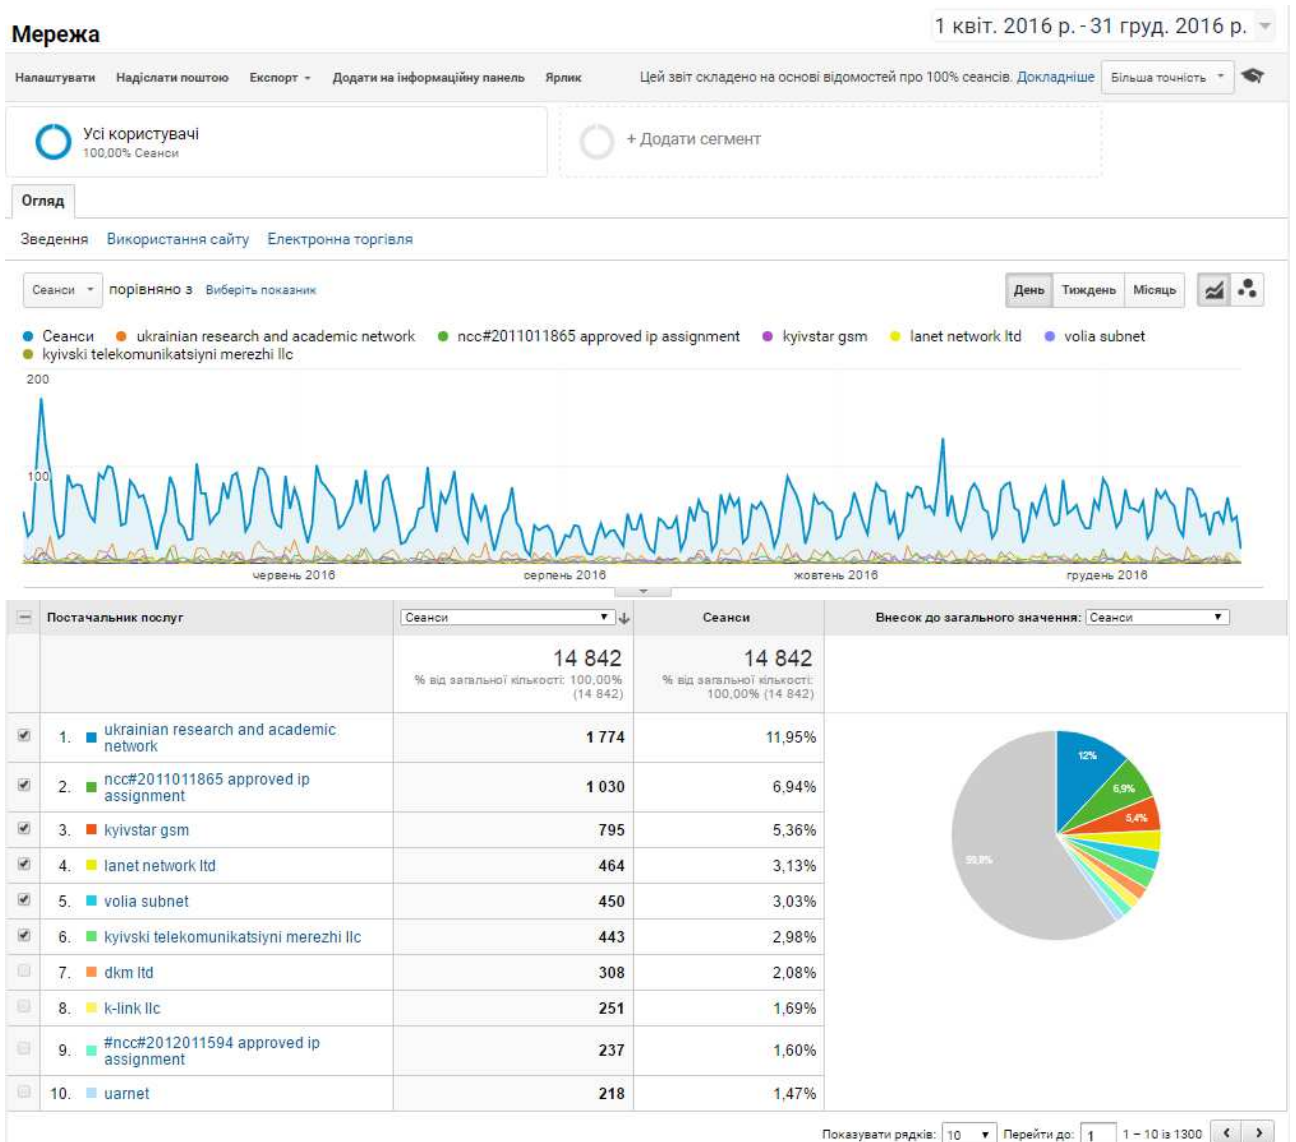 Мережа
1 квіт. 2016 р. - 31 груд. 2016 р.
Налаштувати Надіслати поштою Експорт Додати на інформаційну панель Ярлик Цей звіт складено на основі відомостей про 100% сеансів. Докладніше Більша точність
Усі користувачі
100,00% Сеанси
+ Додати сегмент
Огляд
Зведення Використання сайту Електронна торгівля
Сеанси порівняно з Виберіть показник День Тиждень Місяць
Сеанси ukrainian research and academic network ncc#2011011865 approved ip assignment kyivstar gsm lanet network ltd volia subnet
kyivski telekomunikatsiyni merezhi llc
200
100
червень 2016 серпень 2016 жовтень 2016 грудень 2016
Постачальник послуг Сеанси Сеанси Внесок до загального значення: Сеанси
14 842 14 842
% від загальної кількості: 100,00% (14 842)
% від загальної кількості: 100,00% (14 842)
1. ukrainian research and academic network 1 774 11,95%
2. ncc#2011011865 approved ip assignment 1 030 6,94%
3. kyivstar gsm 795 5,36%
4. lanet network ltd 464 3,13%
5. volia subnet 450 3,03%
6. kyivski telekomunikatsiyni merezhi llc 443 2,98%
7. dkm ltd 308 2,08%
8. k-link llc 251 1,69%
9. #ncc#2012011594 approved ip assignment 237 1,60%
10. uarnet 218 1,47%
12%
6,9%
5,4%
59,8%
Показувати рядків: 10 Перейти до: 1 1 – 10 із 1300